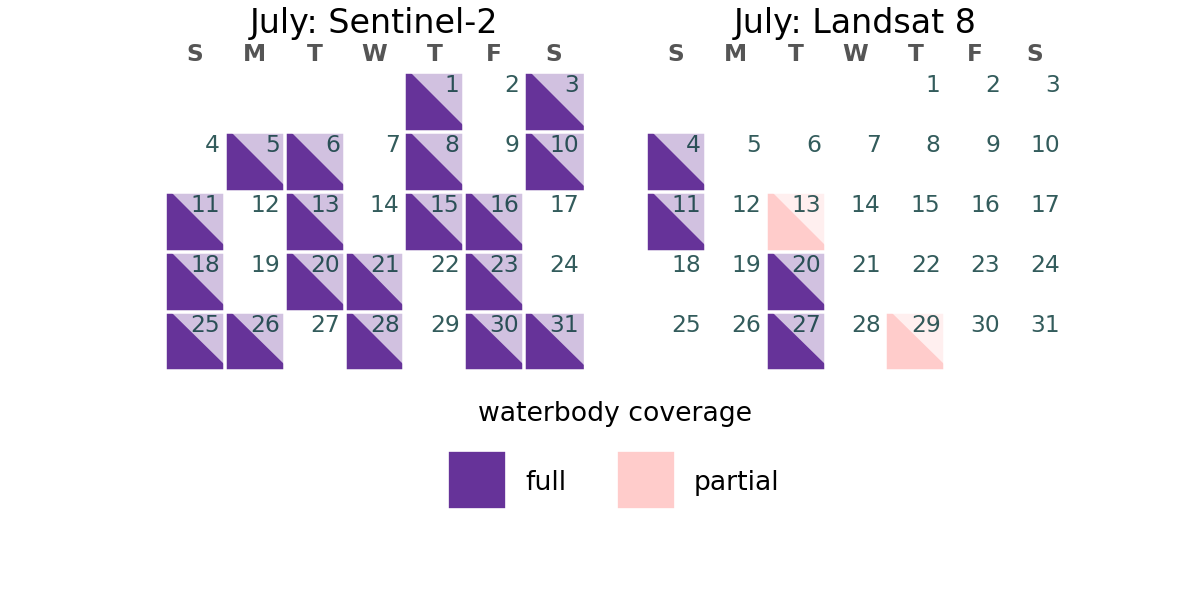 July: Sentinel-2
S M T W T F S
1 2 3
4 5 6 7 8 9 10
11 12 13 14 15 16 17
18 19 20 21 22 23 24
25 26 27 28 29 30 31
July: Landsat 8
S M T W T F S
1 2 3
4 5 6 7 8 9 10
11 12 13 14 15 16 17
18 19 20 21 22 23 24
25 26 27 28 29 30 31
waterbody coverage
full partial